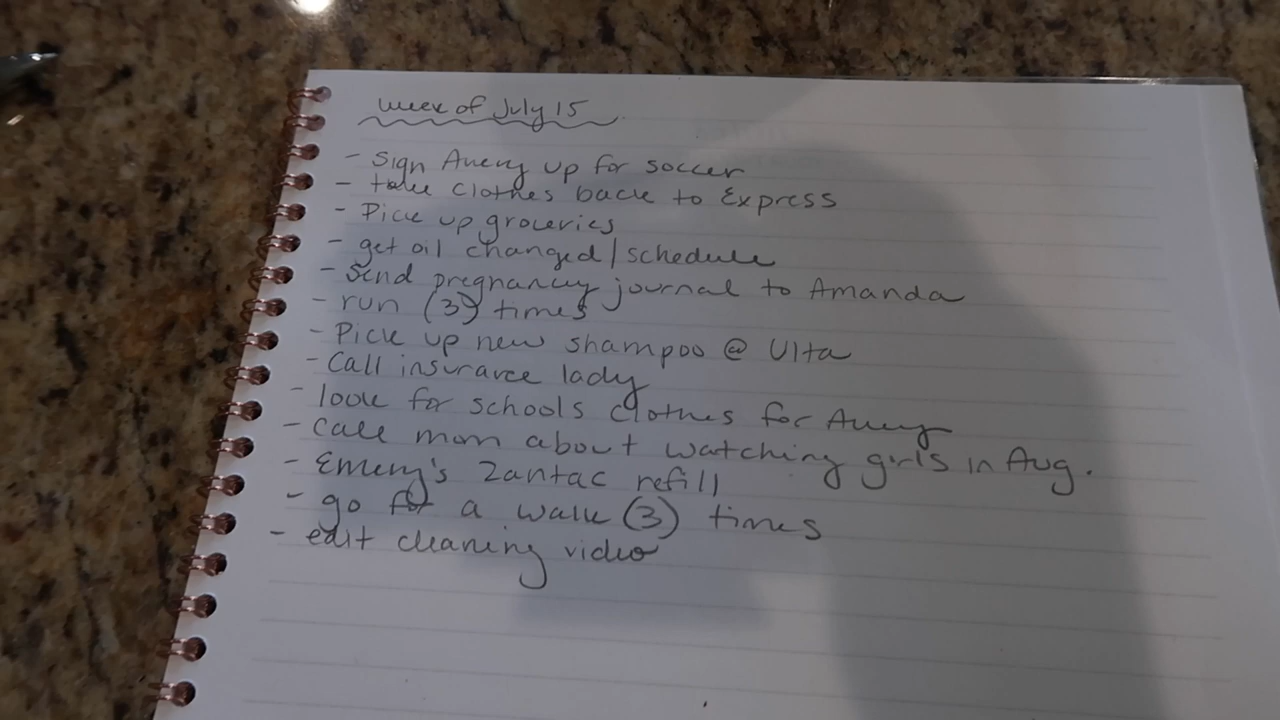 week of July 15
- Sign Avery up for soccer
- take clothes back to Express
- Pick up groceries
- get oil changed/schedule
- Send pregnancy journal to Amanda
- run (3) times
- Pick up new shampoo @ Ulta
- Call insurance lady
- look for schools clothes for Avery
- Call mom about watching girls in Aug.
- Emery's Zantac refill
- go for a walk (3) times
- edit cleaning video